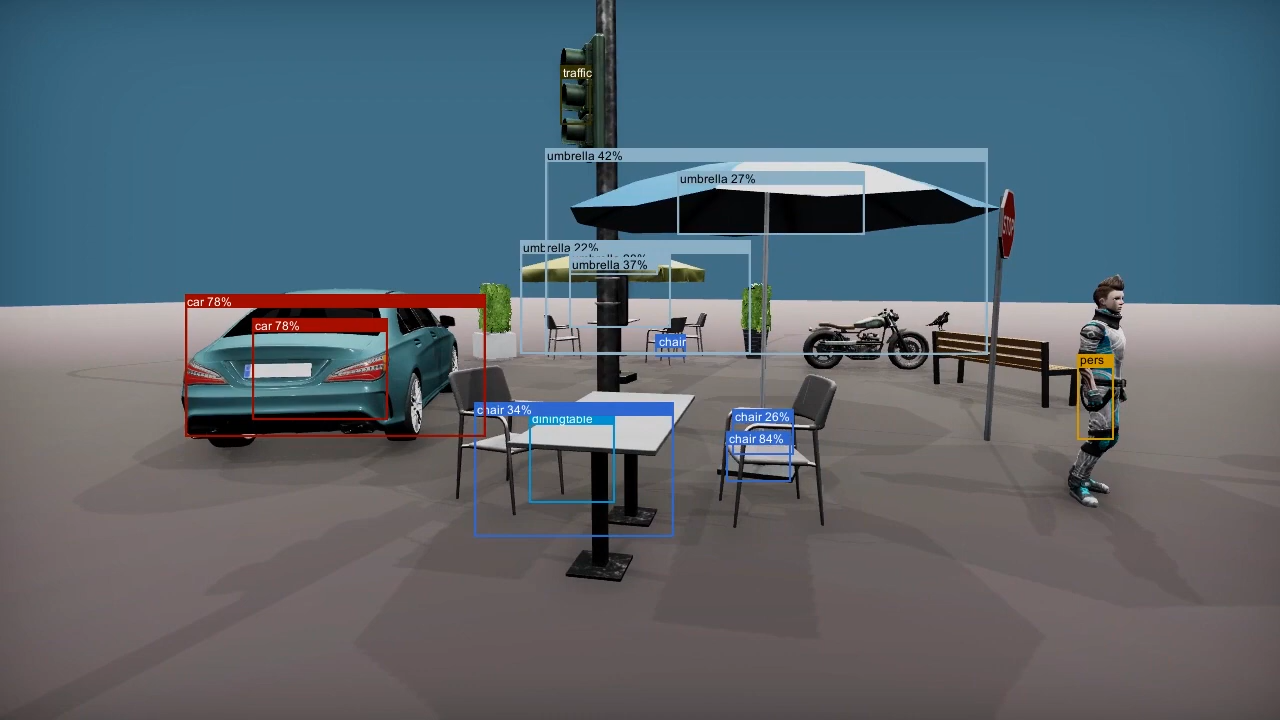 traffic
umbrella 42%
umbrella 27%
umbrella 22%
umbrella 37%
STOP
car 78%
car 78%
chair
pers
chair 34%
diningtable
chair 26%
chair 84%